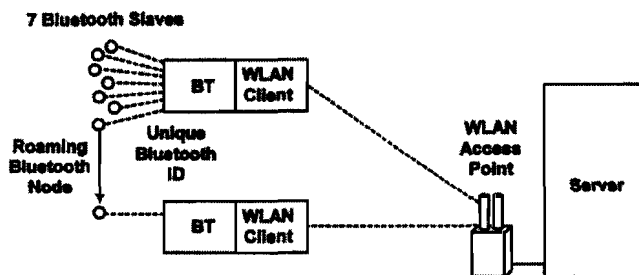 7 Bluetooth Slaves
BT
WLAN
Client
WLAN
Access
Point
Roaming
Bluetooth
Node
Unique
Bluetooth
ID
Server
BT
WLAN
Client